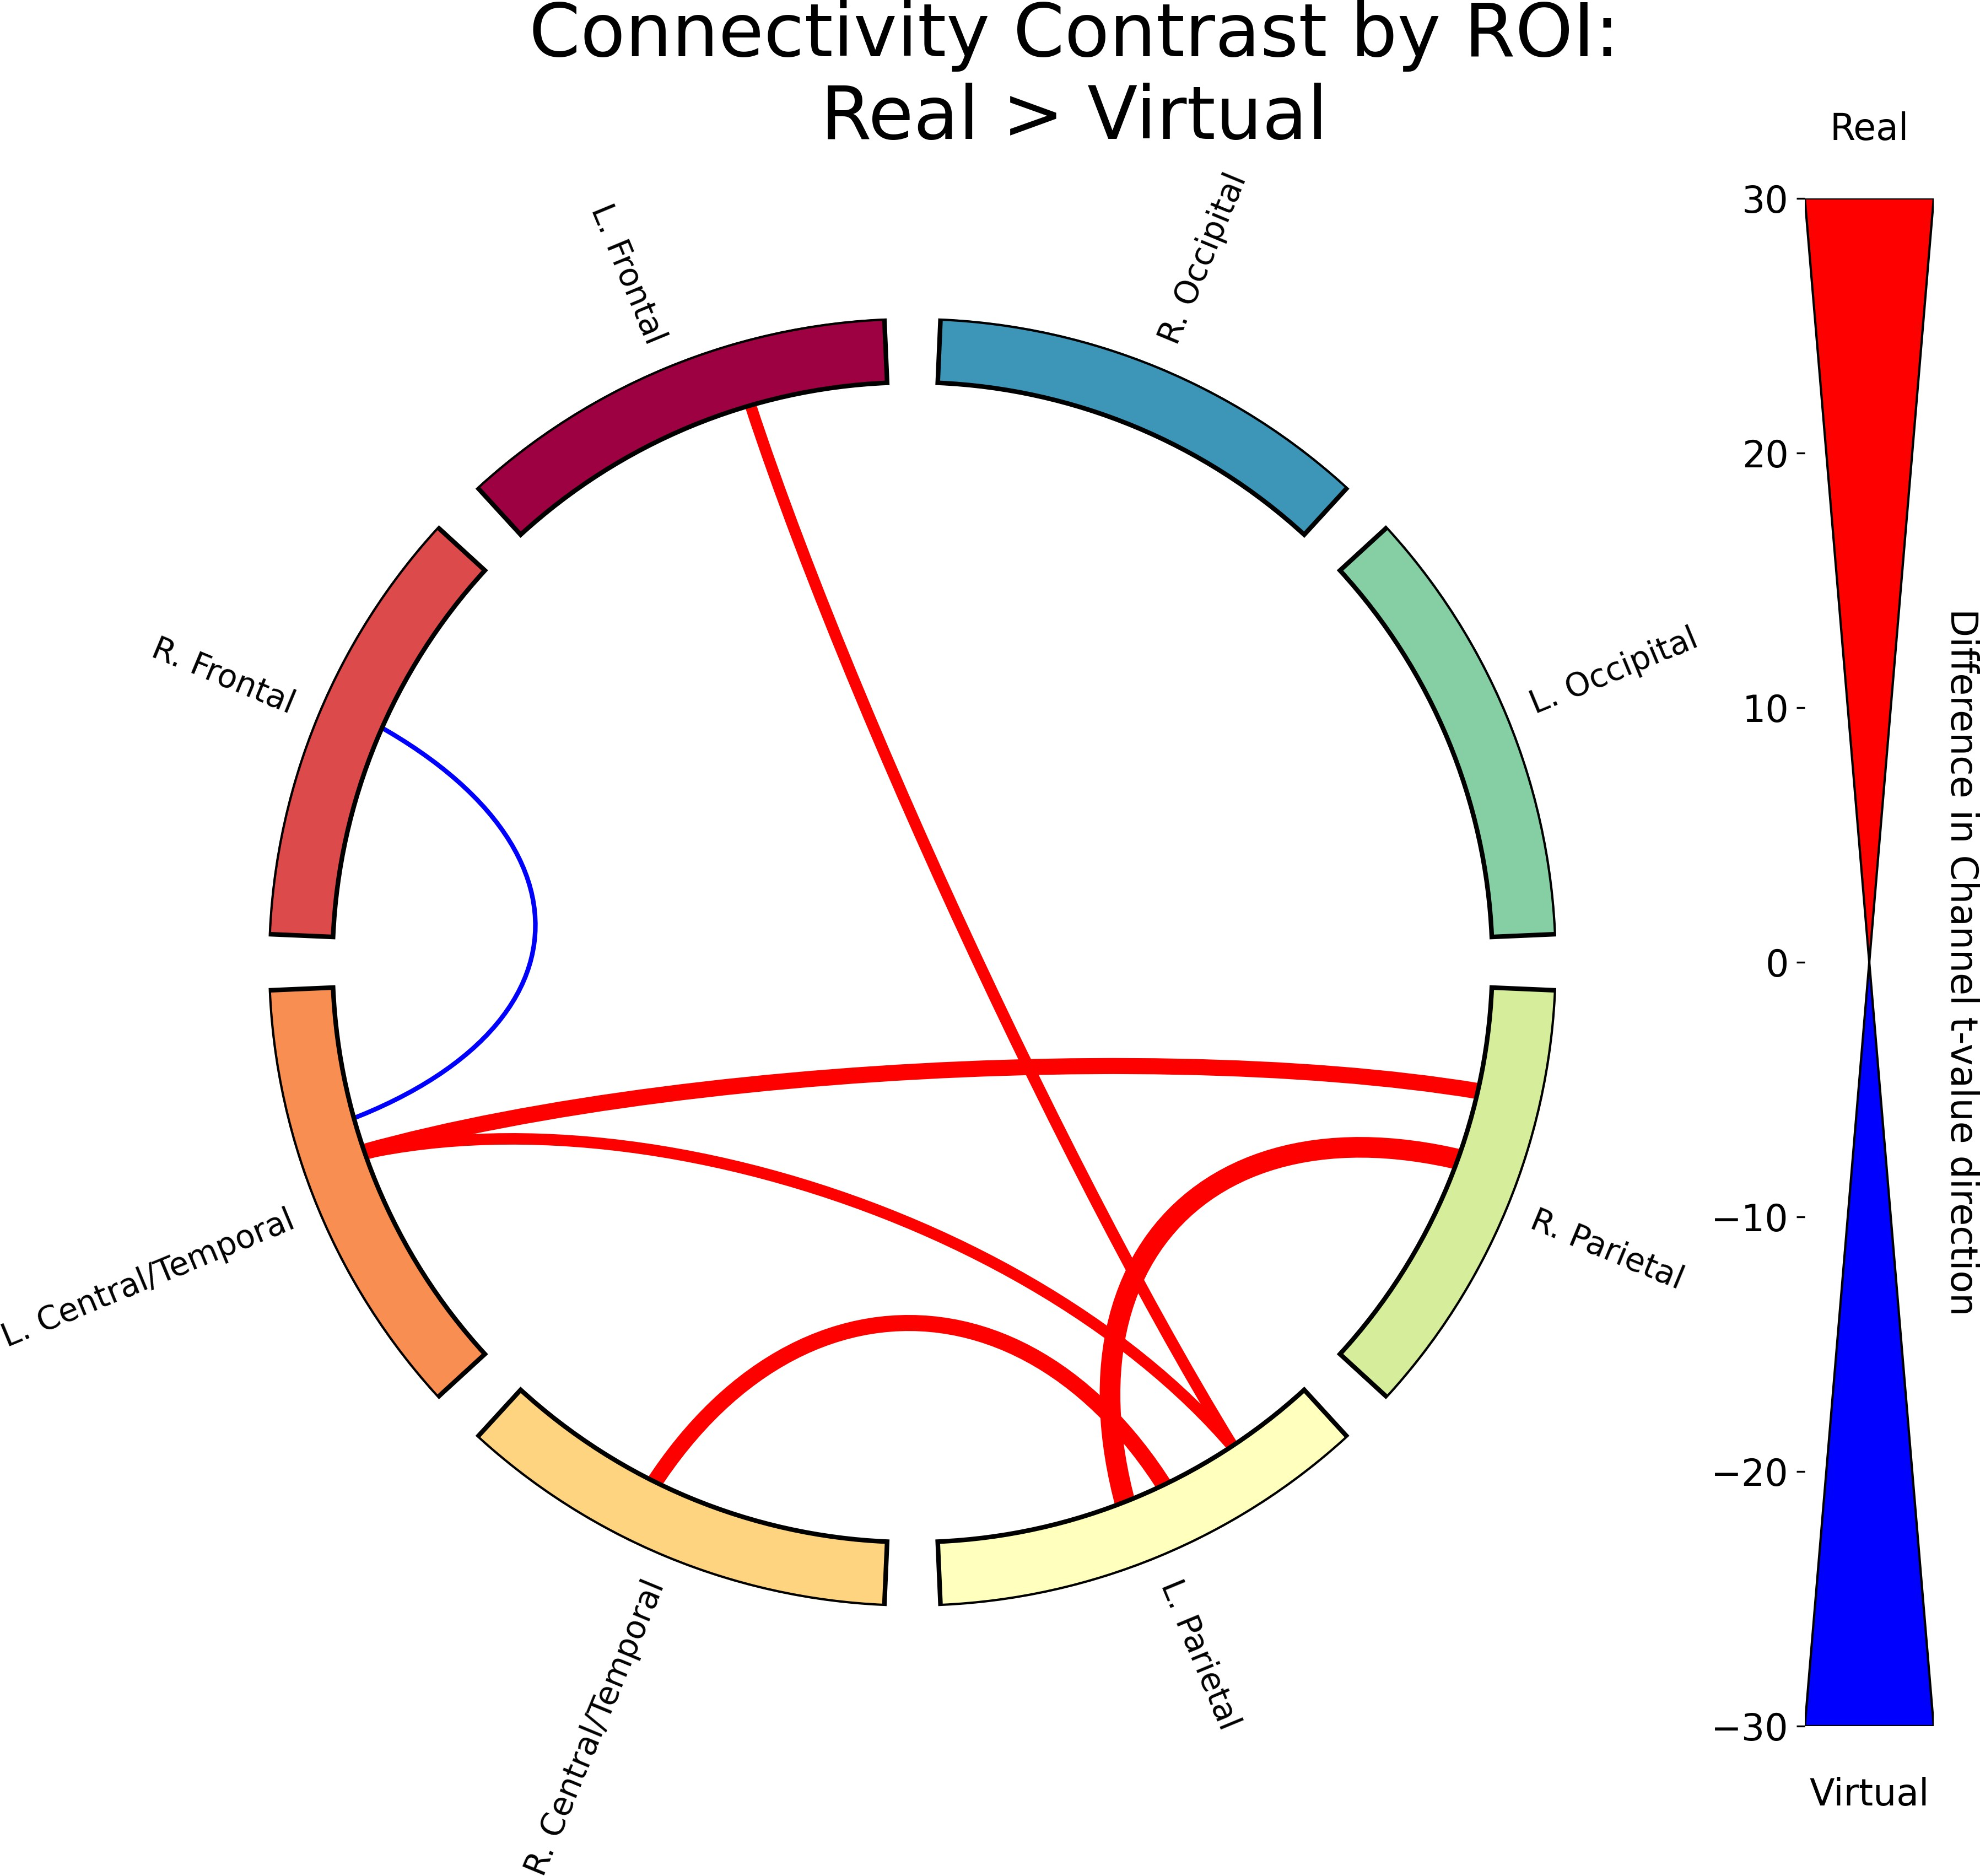 Connectivity Contrast by ROI:
Real > Virtual
Real
L. Frontal
R. Occipital
R. Frontal
L. Occipital
L. Central/Temporal
R. Parietal
R. Central/Temporal
L. Parietal
30
20
10
0
−10
−20
−30
Difference in Channel t-value direction
Virtual